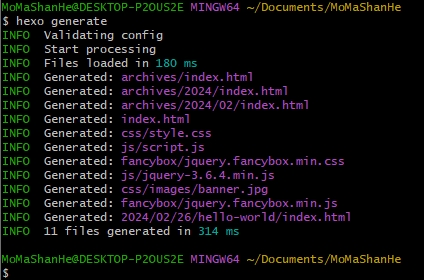 MoMaShanHe@DESKTOP-P2OUS2E MINGW64 ~/Documents/MoMaShanHe
$ hexo generate
INFO  Validating config
INFO  Start processing
INFO  Files loaded in 180 ms
INFO  Generated: archives/index.html
INFO  Generated: archives/2024/index.html
INFO  Generated: archives/2024/02/index.html
INFO  Generated: index.html
INFO  Generated: css/style.css
INFO  Generated: js/script.js
INFO  Generated: fancybox/jquery.fancybox.min.css
INFO  Generated: js/jquery-3.6.4.min.js
INFO  Generated: css/images/banner.jpg
INFO  Generated: fancybox/jquery.fancybox.min.js
INFO  Generated: 2024/02/26/hello-world/index.html
INFO  11 files generated in 314 ms
MoMaShanHe@DESKTOP-P2OUS2E MINGW64 ~/Documents/MoMaShanHe
$